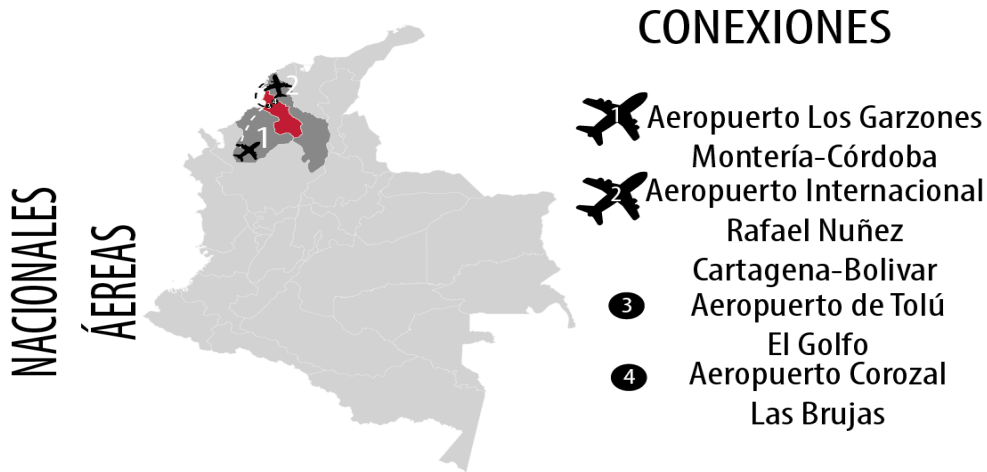 CONEXIONES
NACIONALES
ÁEREAS
2
4
1
1
Aeropuerto Los Garzones
Montería-Córdoba
2
Aeropuerto Internacional
Rafael Nuñez
Cartagena-Bolivar
3
Aeropuerto de Tolú
El Golfo
4
Aeropuerto Corozal
Las Brujas